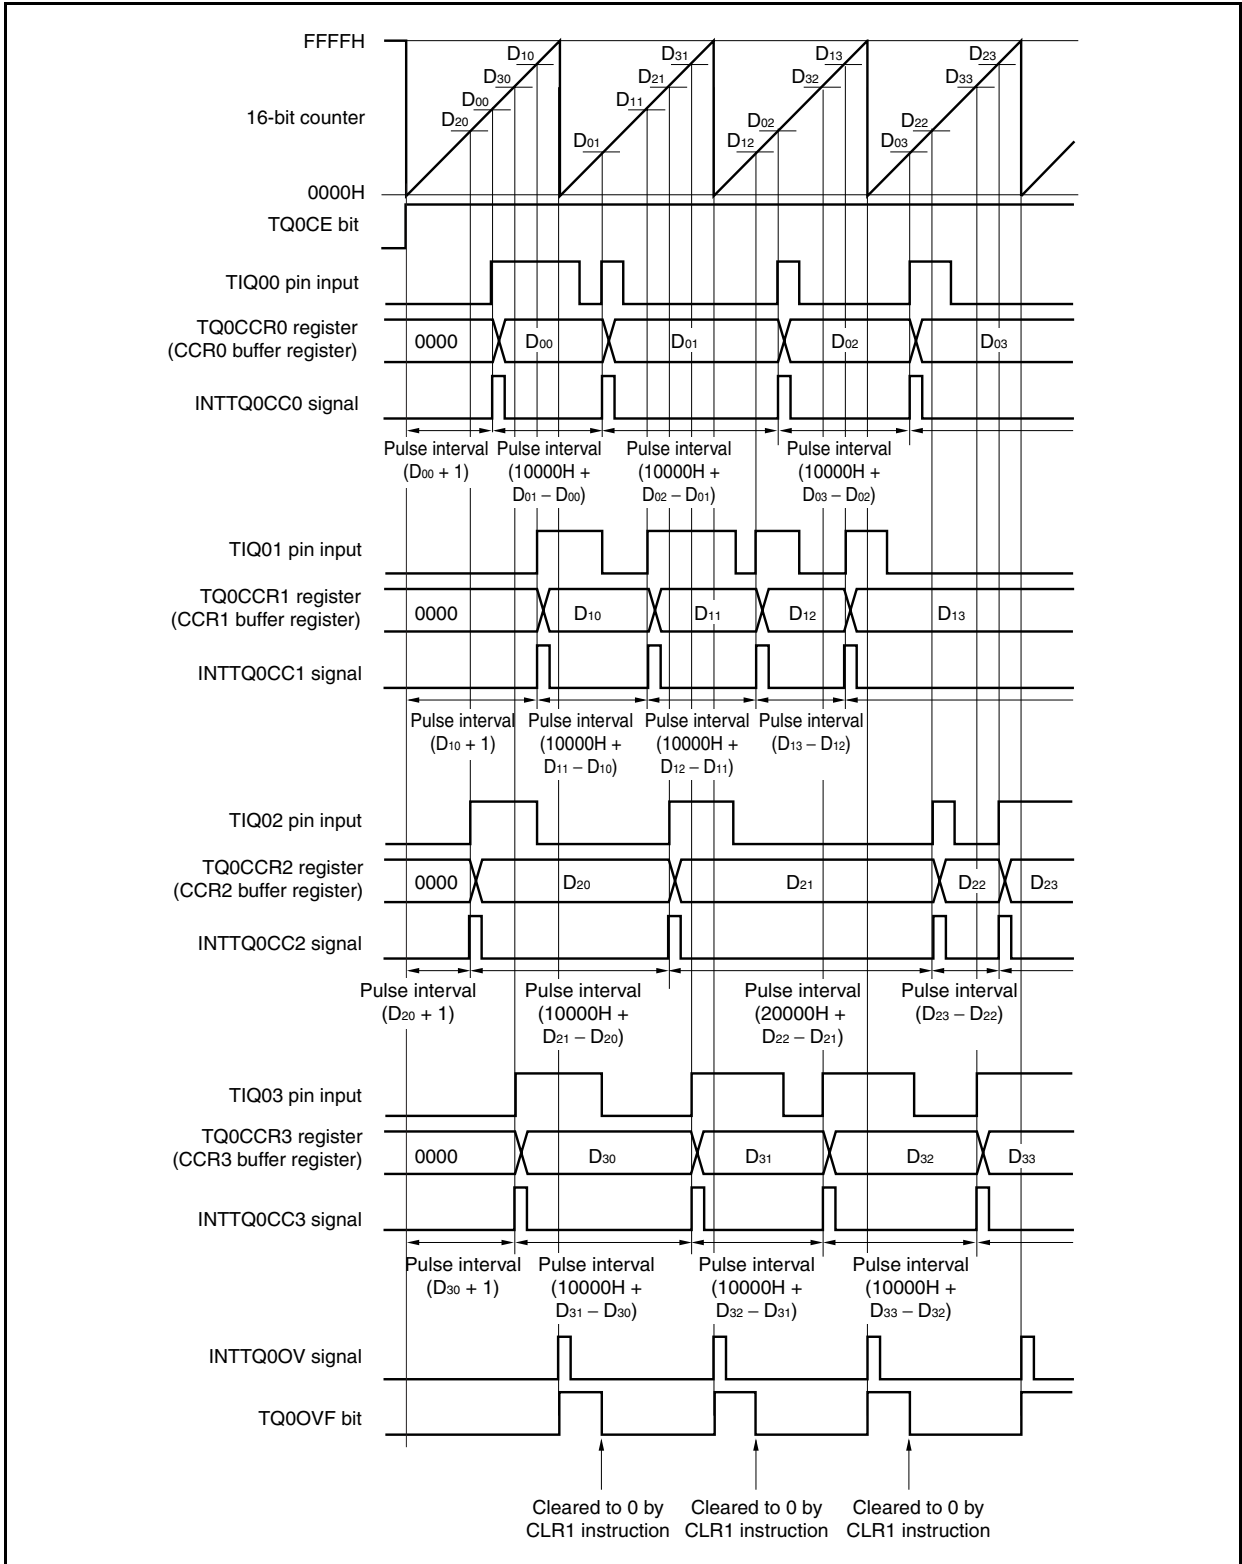 FFFFH
D10 D31 D13 D23
D30 D21 D32 D33
D00 D11
16-bit counter
D20 D02 D22
D01 D12 D03
0000H
TQ0CE bit
TIQ00 pin input
TQ0CCR0 register
(CCR0 buffer register)
0000 D00 D01 D02 D03
INTTQ0CC0 signal
Pulse interval
(D00 + 1)
Pulse interval
(10000H +
D01 – D00)
Pulse interval
(10000H +
D02 – D01)
Pulse interval
(10000H +
D03 – D02)
TIQ01 pin input
TQ0CCR1 register
(CCR1 buffer register)
0000 D10 D11 D12 D13
INTTQ0CC1 signal
Pulse interval
(D10 + 1)
Pulse interval
(10000H +
D11 – D10)
Pulse interval
(10000H +
D12 – D11)
Pulse interval
(D13 – D12)
TIQ02 pin input
TQ0CCR2 register
(CCR2 buffer register)
0000 D20 D21 D22 D23
INTTQ0CC2 signal
Pulse interval
(D20 + 1)
Pulse interval
(10000H +
D21 – D20)
Pulse interval
(20000H +
D22 – D21)
Pulse interval
(D23 – D22)
TIQ03 pin input
TQ0CCR3 register
(CCR3 buffer register)
0000 D30 D31 D32 D33
INTTQ0CC3 signal
Pulse interval
(D30 + 1)
Pulse interval
(10000H +
D31 – D30)
Pulse interval
(10000H +
D32 – D31)
Pulse interval
(10000H +
D33 – D32)
INTTQ0OV signal
TQ0OVF bit
Cleared to 0 by
CLR1 instruction
Cleared to 0 by
CLR1 instruction
Cleared to 0 by
CLR1 instruction